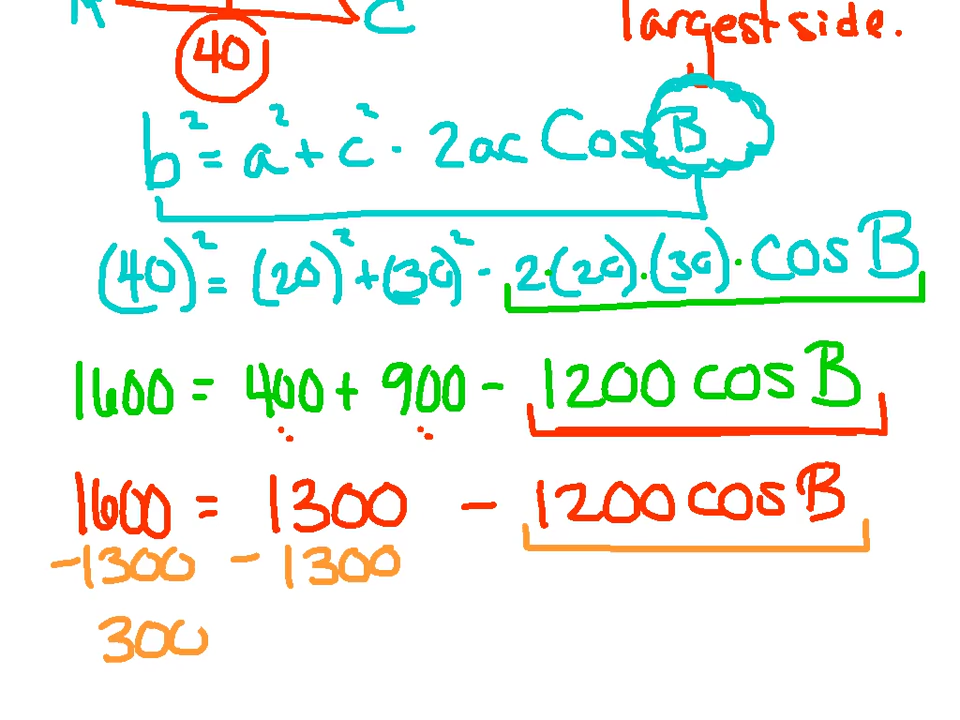 C
40
largest side.
b² = a² + c² - 2ac Cos B
(40)² = (20)² + (30)² - 2·(20)·(30)·cos B
1600 = 400 + 900 - 1200 cos B
1600 = 1300 - 1200 cos B
-1300 -1300
300